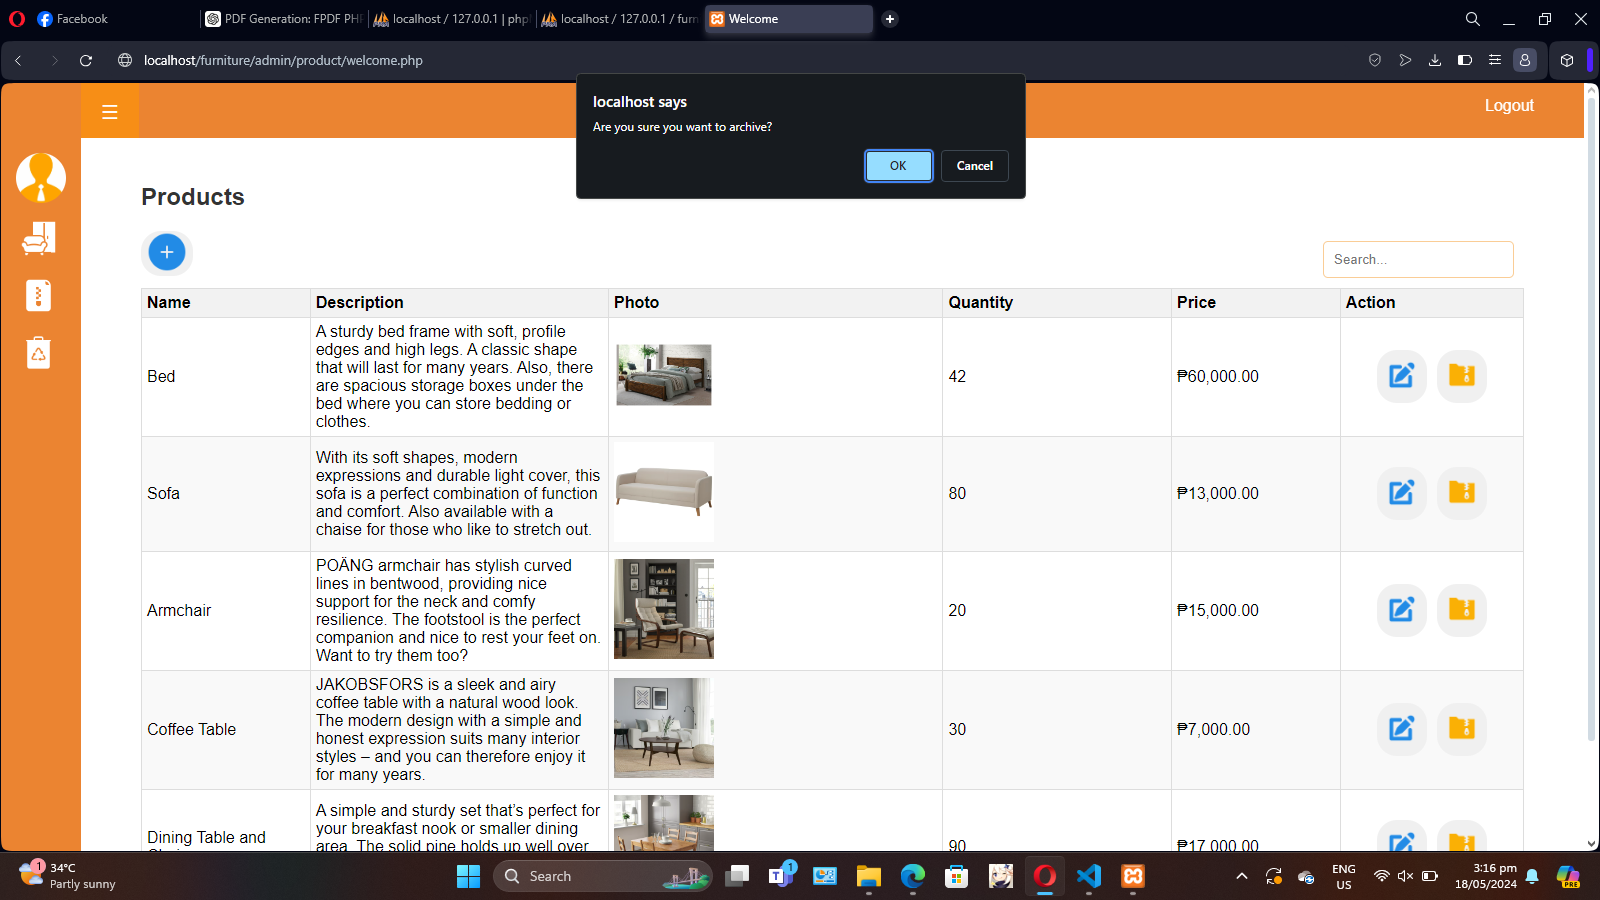 Facebook
PDF Generation: FPDF PH
localhost / 127.0.0.1 | php
localhost / 127.0.0.1 / furn
Welcome
localhost/furniture/admin/product/welcome.php
localhost says
Are you sure you want to archive?
OK
Cancel
Logout
Products
Search...
Name
Description
Photo
Quantity
Price
Action
Bed
A sturdy bed frame with soft, profile
edges and high legs. A classic shape
that will last for many years. Also, there
are spacious storage boxes under the
bed where you can store bedding or
clothes.
42
₱60,000.00
Sofa
With its soft shapes, modern
expressions and durable light cover, this
sofa is a perfect combination of function
and comfort. Also available with a
chaise for those who like to stretch out.
80
₱13,000.00
Armchair
POÄNG armchair has stylish curved
lines in bentwood, providing nice
support for the neck and comfy
resilience. The footstool is the perfect
companion and nice to rest your feet on.
Want to try them too?
20
₱15,000.00
Coffee Table
JAKOBSFORS is a sleek and airy
coffee table with a natural wood look.
The modern design with a simple and
honest expression suits many interior
styles – and you can therefore enjoy it
for many years.
30
₱7,000.00
Dining Table and
A simple and sturdy set that’s perfect for
your breakfast nook or smaller dining
area. The solid pine holds up well over
90
₱17,000.00
1
34°C
Partly sunny
Search
1
ENG
US
3:16 pm
18/05/2024
PRE